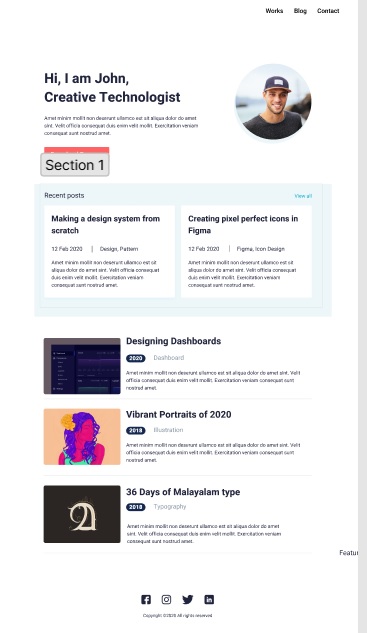 Works Blog Contact
Hi, I am John,
Creative Technologist
Amet minim mollit non deserunt ullamco est sit aliqua dolor do amet
sint. Velit officia consequat duis enim velit mollit. Exercitation veniam
consequat sunt nostrud amet.
Section 1
Recent posts
View all
Making a design system from
scratch
12 Feb 2020 | Design, Pattern
Amet minim mollit non deserunt ullamco est sit
aliqua dolor do amet sint. Velit officia consequat duis
enim velit mollit. Exercitation veniam
consequat sunt nostrud amet.
Creating pixel perfect icons in
Figma
12 Feb 2020 | Figma, Icon Design
Amet minim mollit non deserunt ullamco est sit
aliqua dolor do amet sint. Velit officia consequat duis
enim velit mollit. Exercitation veniam
consequat sunt nostrud amet.
Designing Dashboards
2020 Dashboard
Amet minim mollit non deserunt ullamco est sit aliqua dolor do amet sint. Velit
officia consequat duis enim velit mollit. Exercitation veniam consequat sunt
nostrud amet.
Vibrant Portraits of 2020
2018 Illustration
Amet minim mollit non deserunt ullamco est sit aliqua dolor do amet sint. Velit
officia consequat duis enim velit mollit. Exercitation veniam consequat sunt
nostrud amet.
36 Days of Malayalam type
2018 Typography
Amet minim mollit non deserunt ullamco est sit aliqua dolor do amet
sint. Velit officia consequat duis enim velit mollit. Exercitation veniam
consequat sunt nostrud amet.
Featur
Copyright ©2020 All rights reserved